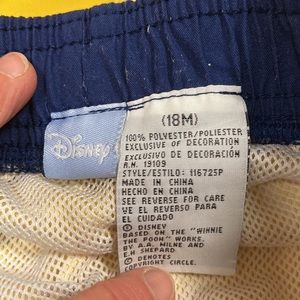 Disney
(18M)
100% POLYESTER/POLIESTER
EXCLUSIVE OF DECORATION
EXCLUSIVO DE DECORACIÓN
R.N. 19109
STYLE/ESTILO: 116725P
MADE IN CHINA
HECHO EN CHINA
SEE REVERSE FOR CARE
VE EL REVERSO PARA
EL CUIDADO
© DISNEY
BASED ON THE "WINNIE
THE POOH" WORKS,
BY A.A. MILNE AND
E.H. SHEPARD
DENOTES
COPYRIGHT CIRCLE.